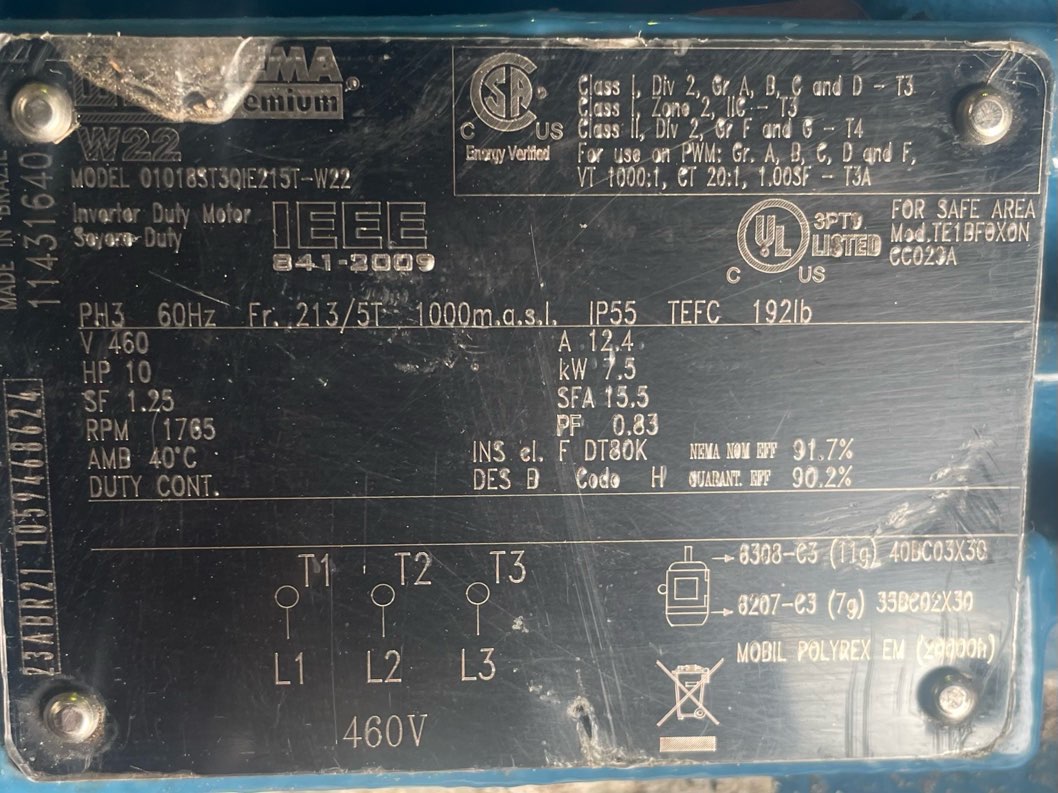 NEMA
Premium
W22
MODEL 01018ST3QIE215T-W22
Inverter Duty Motor
Severe Duty
IEEE
841-2009
MADE IN BRAZIL
11431640
23ABR21 1059468624
CSA
C US
Energy Verified
Class I, Div 2, Gr A, B, C and D - T3
Class I, Zone 2, IIC - T3
Class II, Div 2, Gr F and G - T4
For use on PWM: Gr. A, B, C, D and F,
VT 1000:1, CT 20:1, 1.00SF - T3A
UL
C US
3PT9
LISTED
FOR SAFE AREA
Mod.TE1BF0X0N
CC029A
PH3 60Hz Fr. 213/5T 1000m.a.s.l. IP55 TEFC 192lb
V 460 A 12.4
HP 10 kW 7.5
SF 1.25 SFA 15.5
RPM 1765 PF 0.83
AMB 40°C INS cl. F DT80K NEMA NOM EFF 91.7%
DUTY CONT. DES B Code H GUARANT. EFF 90.2%
T1 T2 T3
L1 L2 L3
460V
6308-C3 (11g) 40BC03X30
6207-C3 (7g) 35BC02X30
MOBIL POLYREX EM (20000h)